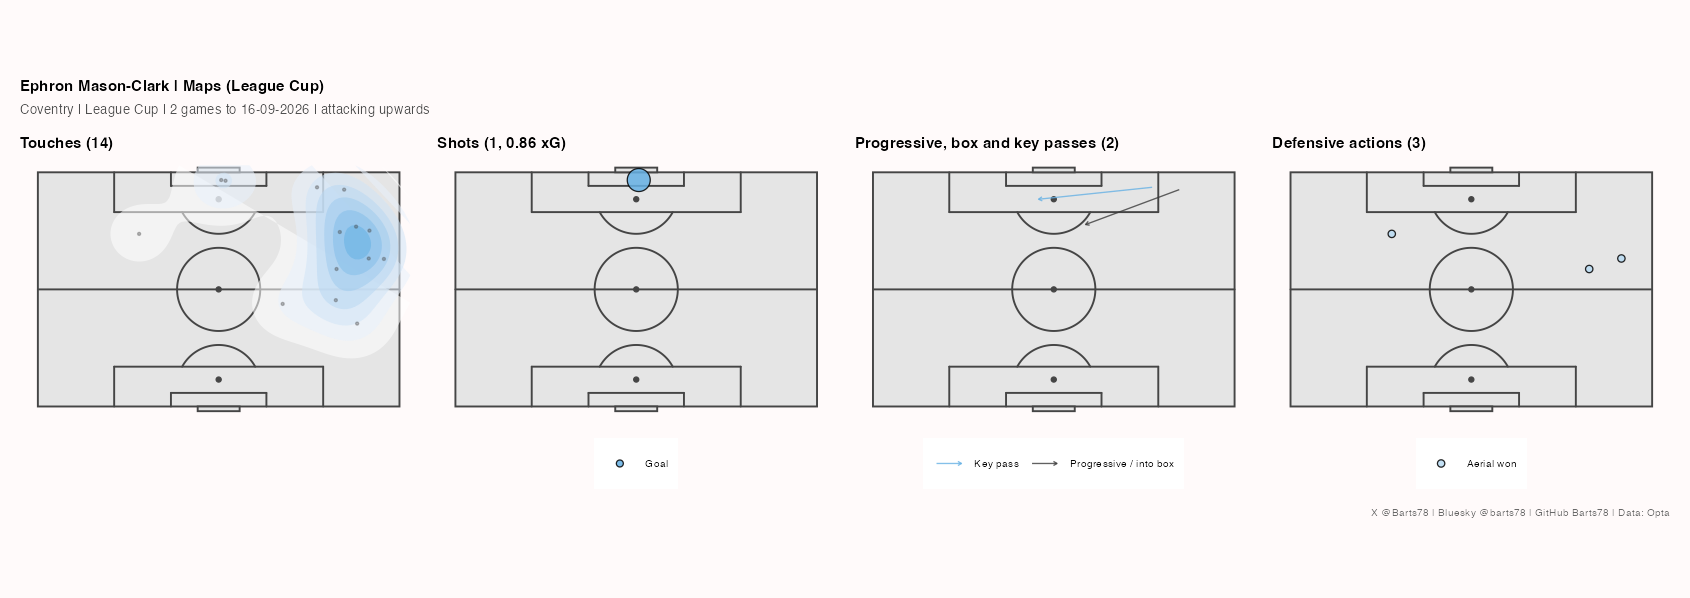 Ephron Mason-Clark | Maps (League Cup)
Coventry | League Cup | 2 games to 16-09-2026 | attacking upwards
Touches (14)
Shots (1, 0.86 xG)
Progressive, box and key passes (2)
Defensive actions (3)
Goal
Key pass
Progressive / into box
Aerial won
X @Barts78 | Bluesky @barts78 | GitHub Barts78 | Data: Opta